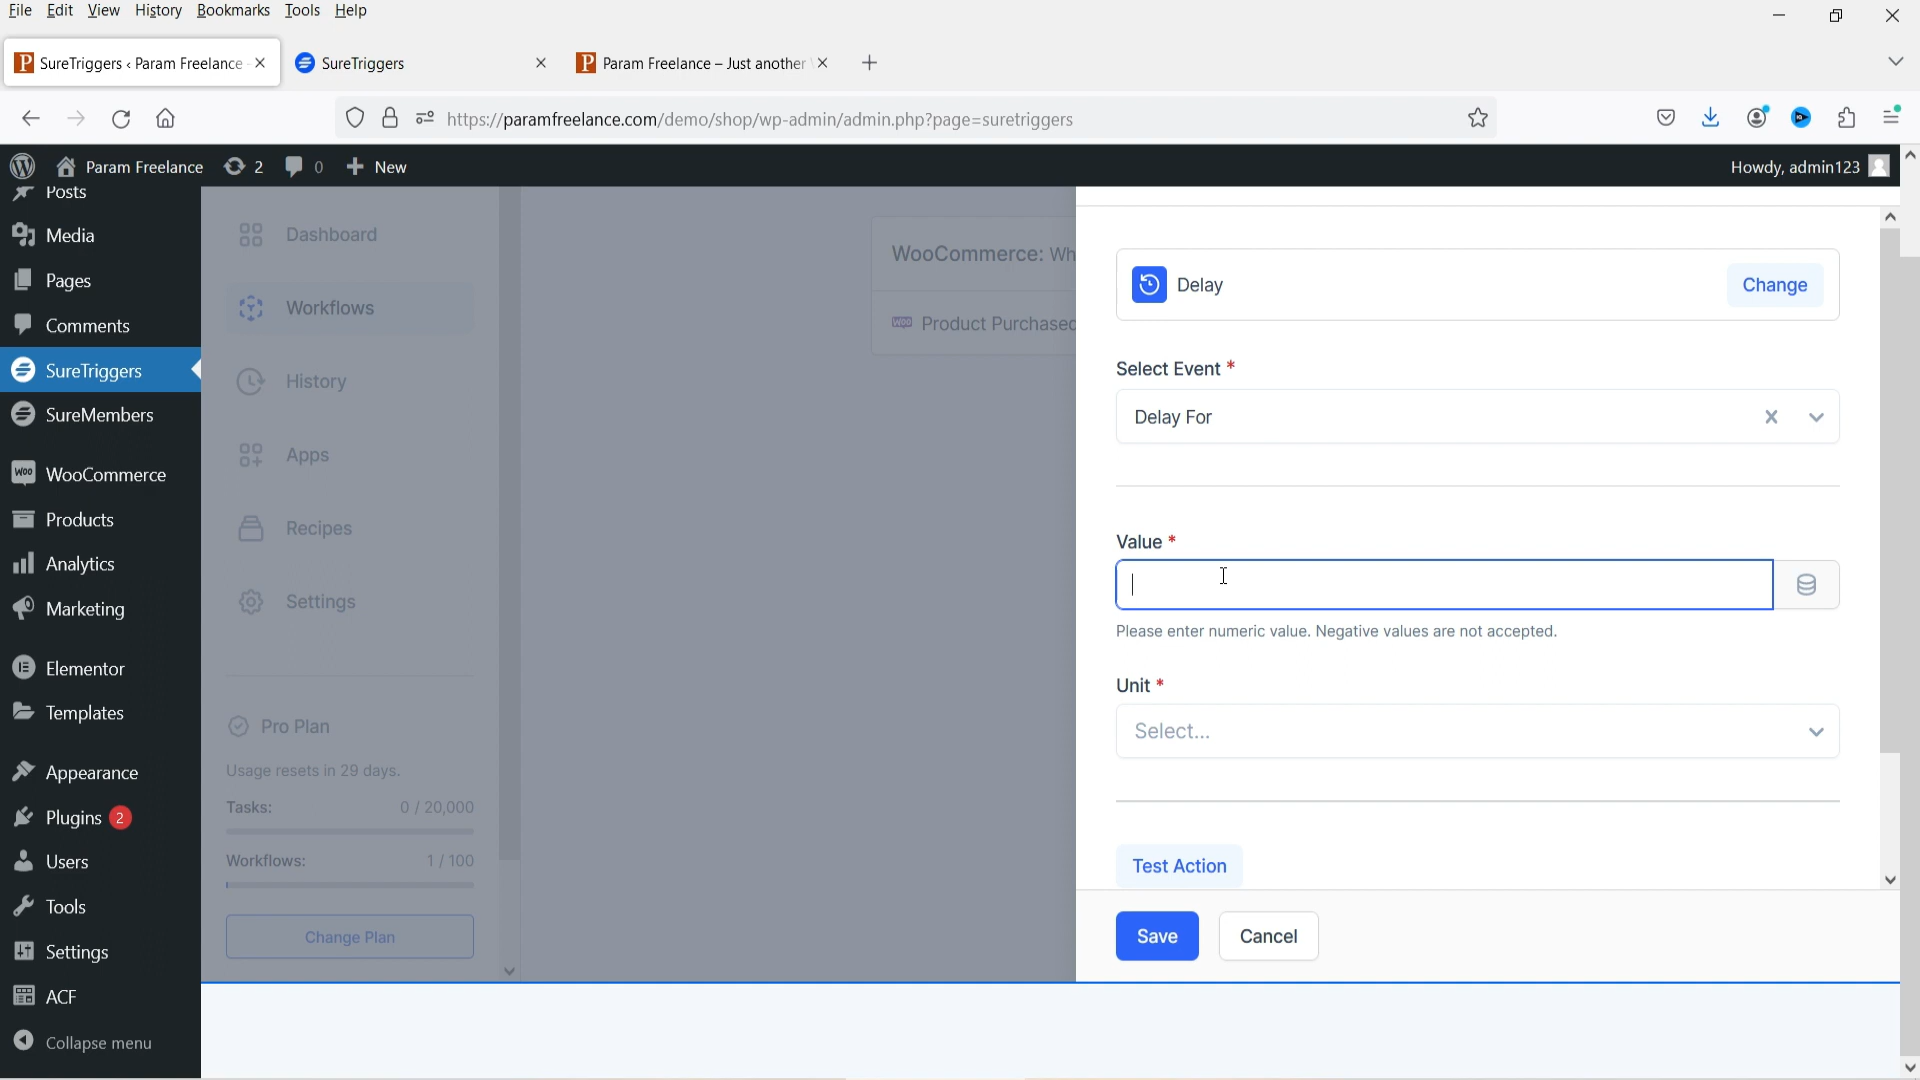 File Edit View History Bookmarks Tools Help
SureTriggers ‹ Param Freelance
SureTriggers
Param Freelance – Just another
https://paramfreelance.com/demo/shop/wp-admin/admin.php?page=suretriggers
Param Freelance 2 0 New
Howdy, admin123
Posts
Media
Pages
Comments
SureTriggers
SureMembers
WooCommerce
Products
Analytics
Marketing
Elementor
Templates
Appearance
Plugins 2
Users
Tools
Settings
ACF
Collapse menu
Dashboard
Workflows
History
Apps
Recipes
Settings
Pro Plan
Usage resets in 29 days.
Tasks: 0 / 20,000
Workflows: 1 / 100
Change Plan
WooCommerce: Wh
Product Purchased
Delay
Change
Select Event *
Delay For
Value *
Please enter numeric value. Negative values are not accepted.
Unit *
Select...
Test Action
Save Cancel